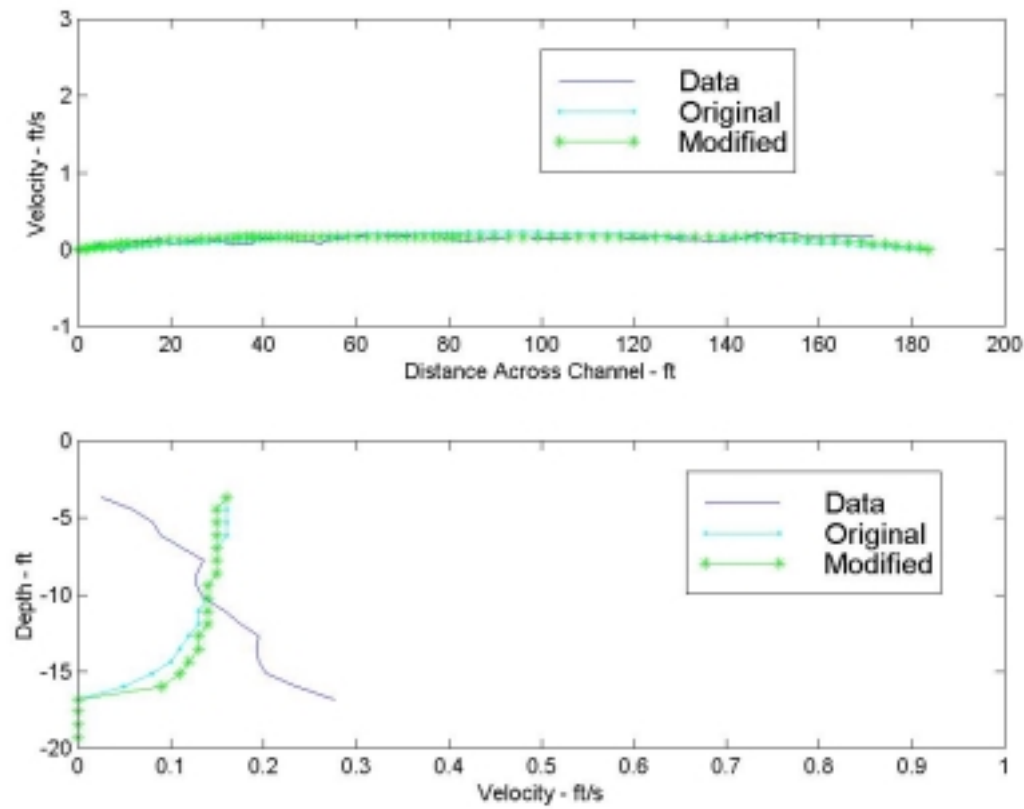 3
2
1
0
-1
Velocity - ft/s
Data
Original
Modified
0 20 40 60 80 100 120 140 160 180 200
Distance Across Channel - ft
0
-5
-10
-15
-20
Depth - ft
Data
Original
Modified
0 0.1 0.2 0.3 0.4 0.5 0.6 0.7 0.8 0.9 1
Velocity - ft/s